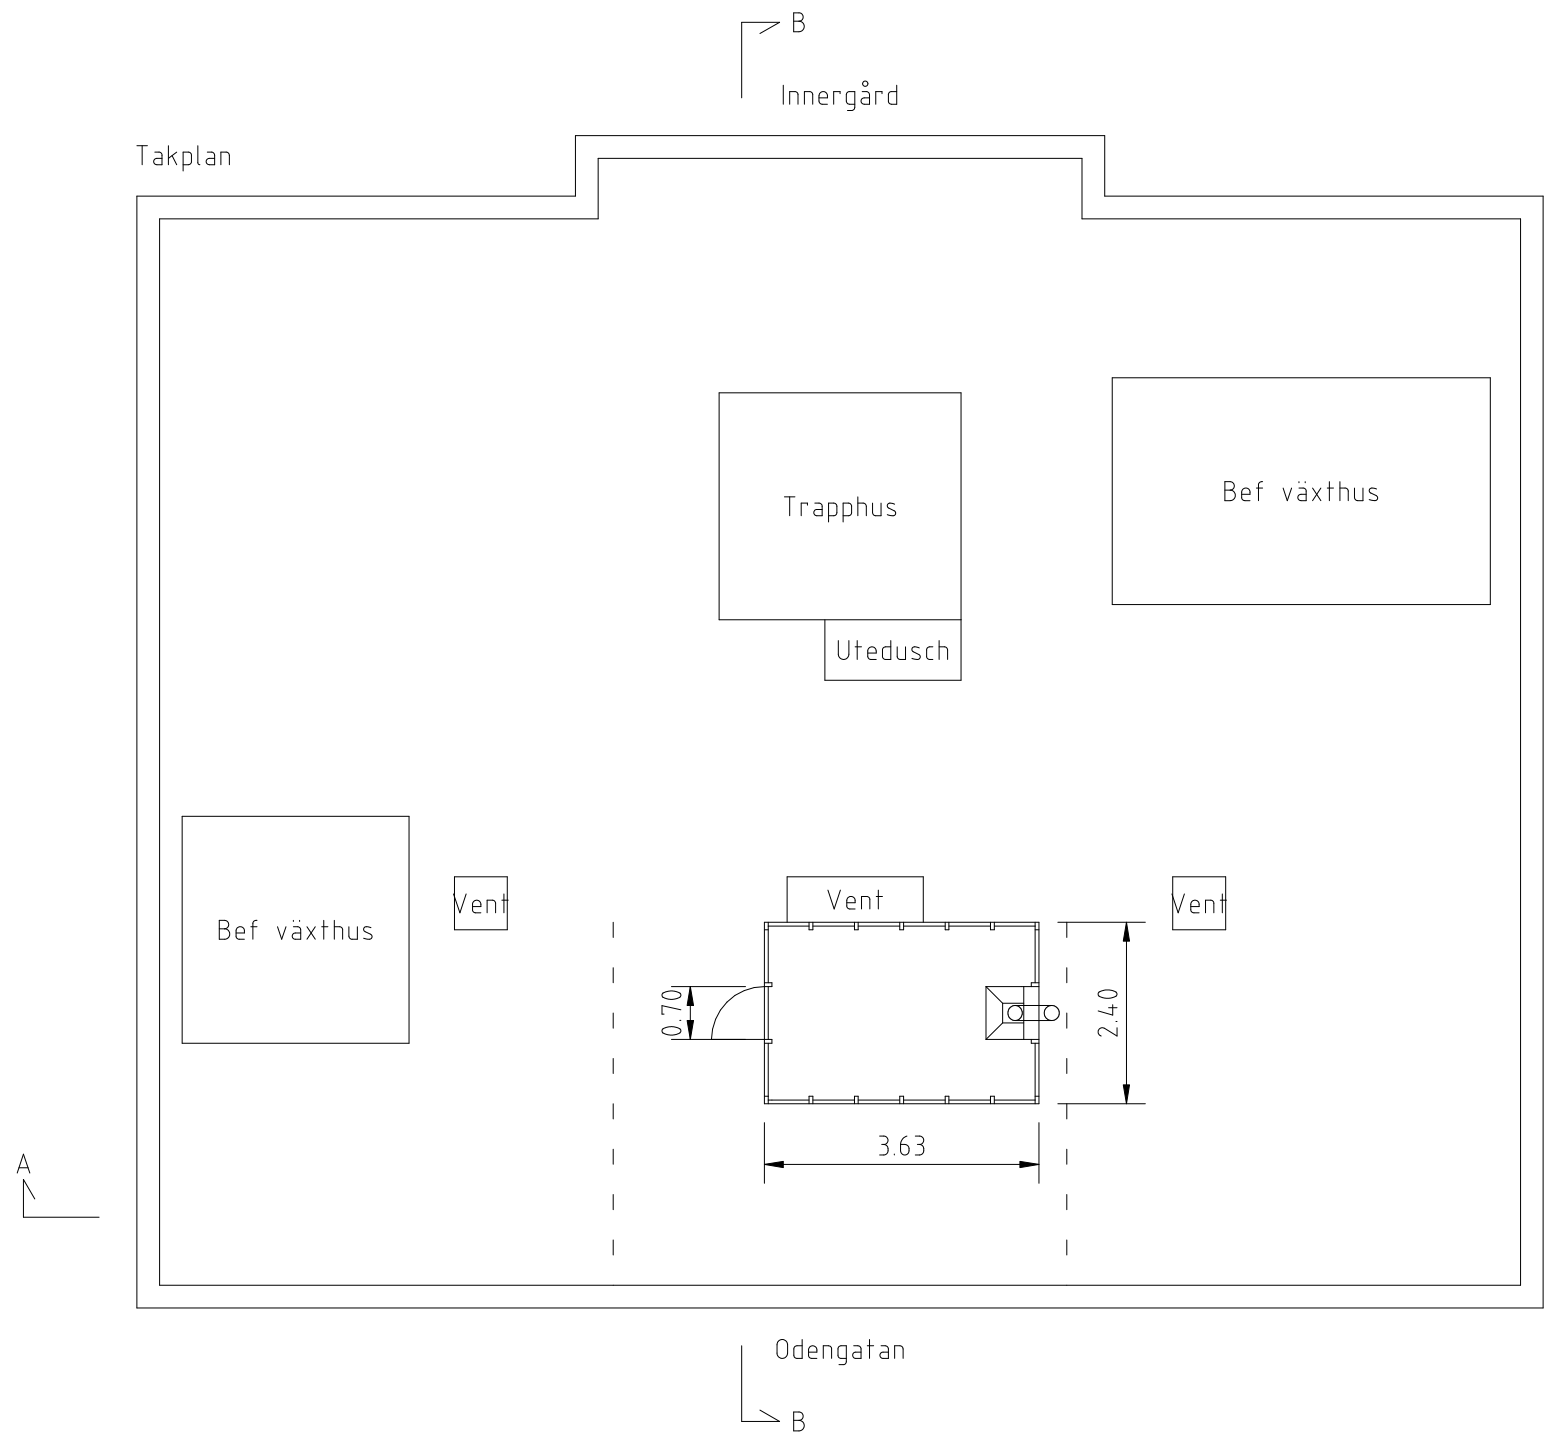 B
Innergård
Takplan
Bef växthus
Trapphus
Utedusch
Vent
Vent
Vent
Bef växthus
0.70
2.40
3.63
A
Odengatan
B